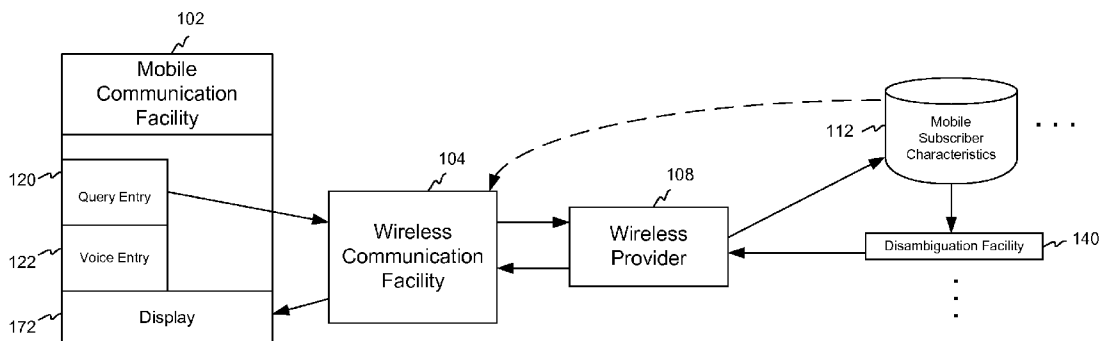 102
Mobile
Communication
Facility
120
Query Entry
122
Voice Entry
172
Display
104
Wireless
Communication
Facility
108
Wireless
Provider
112
Mobile
Subscriber
Characteristics
. . .
Disambiguation Facility
140